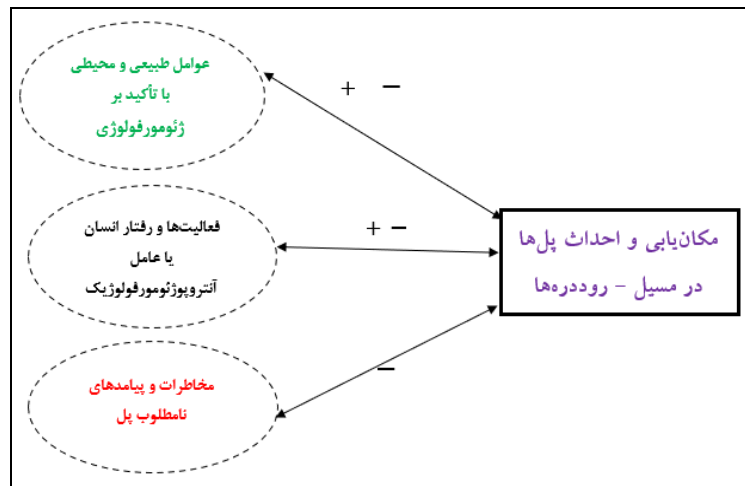 عوامل طبیعی و محیطی
با تأکید بر
ژئومورفولوژی
+ −
فعالیت‌ها و رفتار انسان
یا عامل
آنتروپوژئومورفولوژیک
+ −
مکان‌یابی و احداث پل‌ها
در مسیل – روددره‌ها
مخاطرات و پیامدهای
نامطلوب پل
−